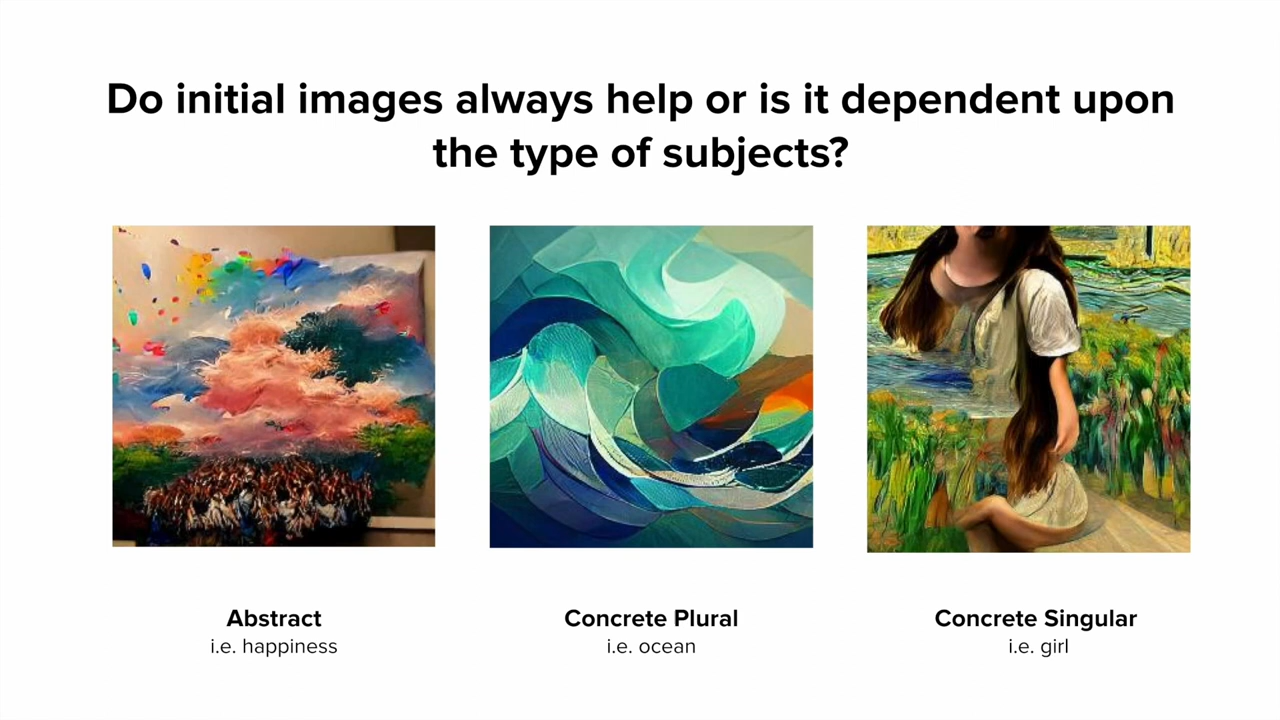 Do initial images always help or is it dependent upon
the type of subjects?
Abstract
i.e. happiness
Concrete Plural
i.e. ocean
Concrete Singular
i.e. girl